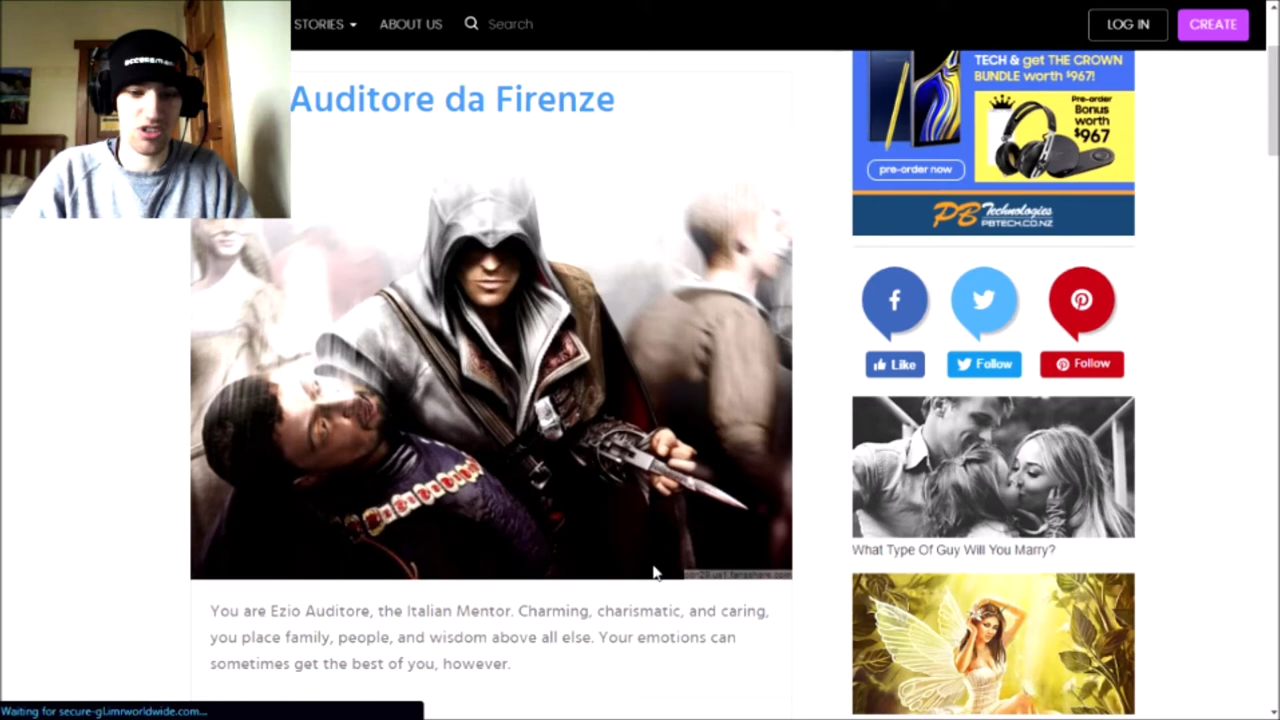 STORIES
ABOUT US
Search
LOG IN
CREATE
Auditore da Firenze
TECH & get THE CROWN
BUNDLE worth $967!
Pre-order
Bonus
worth
$967
pre-order now
PB Technologies
PBTECH.CO.NZ
Like
Follow
Follow
What Type Of Guy Will You Marry?
You are Ezio Auditore, the Italian Mentor. Charming, charismatic, and caring,
you place family, people, and wisdom above all else. Your emotions can
sometimes get the best of you, however.
Waiting for secure-gl.imrworldwide.com...